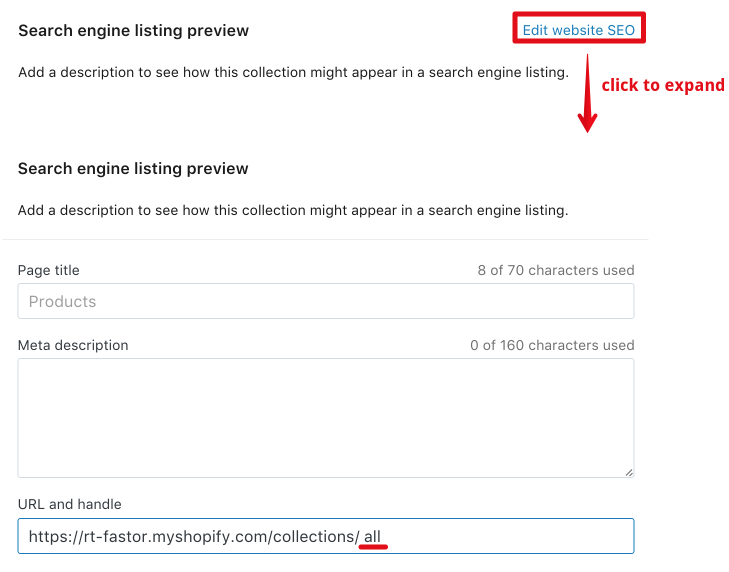 Search engine listing preview
Edit website SEO
Add a description to see how this collection might appear in a search engine listing.
click to expand
Search engine listing preview
Add a description to see how this collection might appear in a search engine listing.
Page title
8 of 70 characters used
Products
Meta description
0 of 160 characters used
URL and handle
https://rt-fastor.myshopify.com/collections/ all